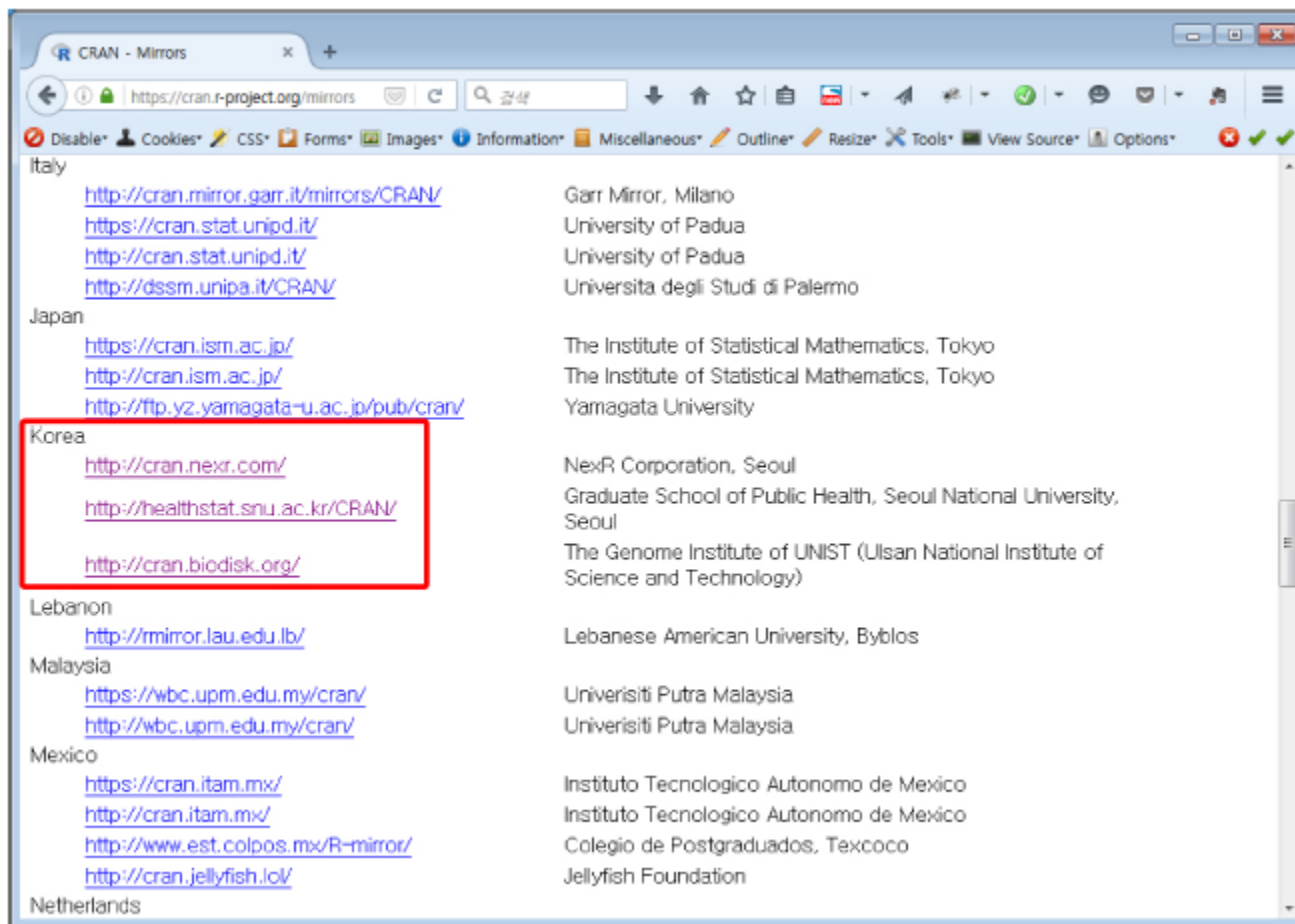 CRAN - Mirrors
https://cran.r-project.org/mirrors
검색
Disable Cookies CSS Forms Images Information Miscellaneous Outline Resize Tools View Source Options
Italy
http://cran.mirror.garr.it/mirrors/CRAN/ Garr Mirror, Milano
https://cran.stat.unipd.it/ University of Padua
http://cran.stat.unipd.it/ University of Padua
http://dssm.unipa.it/CRAN/ Universita degli Studi di Palermo
Japan
https://cran.ism.ac.jp/ The Institute of Statistical Mathematics, Tokyo
http://cran.ism.ac.jp/ The Institute of Statistical Mathematics, Tokyo
http://ftp.yz.yamagata-u.ac.jp/pub/cran/ Yamagata University
Korea
http://cran.nexr.com/ NexR Corporation, Seoul
http://healthstat.snu.ac.kr/CRAN/ Graduate School of Public Health, Seoul National University,
Seoul
http://cran.biodisk.org/ The Genome Institute of UNIST (Ulsan National Institute of
Science and Technology)
Lebanon
http://rmirror.lau.edu.lb/ Lebanese American University, Byblos
Malaysia
https://wbc.upm.edu.my/cran/ Univerisiti Putra Malaysia
http://wbc.upm.edu.my/cran/ Univerisiti Putra Malaysia
Mexico
https://cran.itam.mx/ Instituto Tecnologico Autonomo de Mexico
http://cran.itam.mx/ Instituto Tecnologico Autonomo de Mexico
http://www.est.colpos.mx/R-mirror/ Colegio de Postgraduados, Texcoco
http://cran.jellyfish.lol/ Jellyfish Foundation
Netherlands